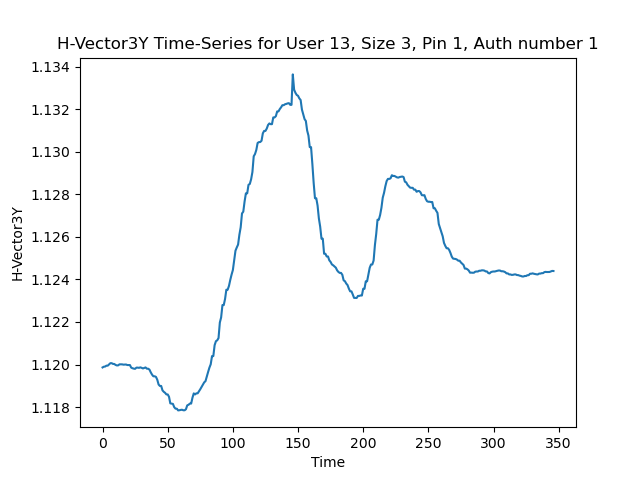 H-Vector3Y Time-Series for User 13, Size 3, Pin 1, Auth number 1
1.134
1.132
1.130
1.128
1.126
1.124
1.122
1.120
1.118
H-Vector3Y
0 50 100 150 200 250 300 350
Time